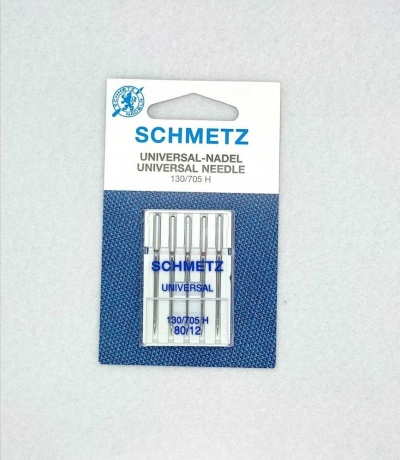 SCHMETZ
UNIVERSAL-NADEL
UNIVERSAL NEEDLE
130/705 H
SCHMETZ
UNIVERSAL
130/705 H
80/12